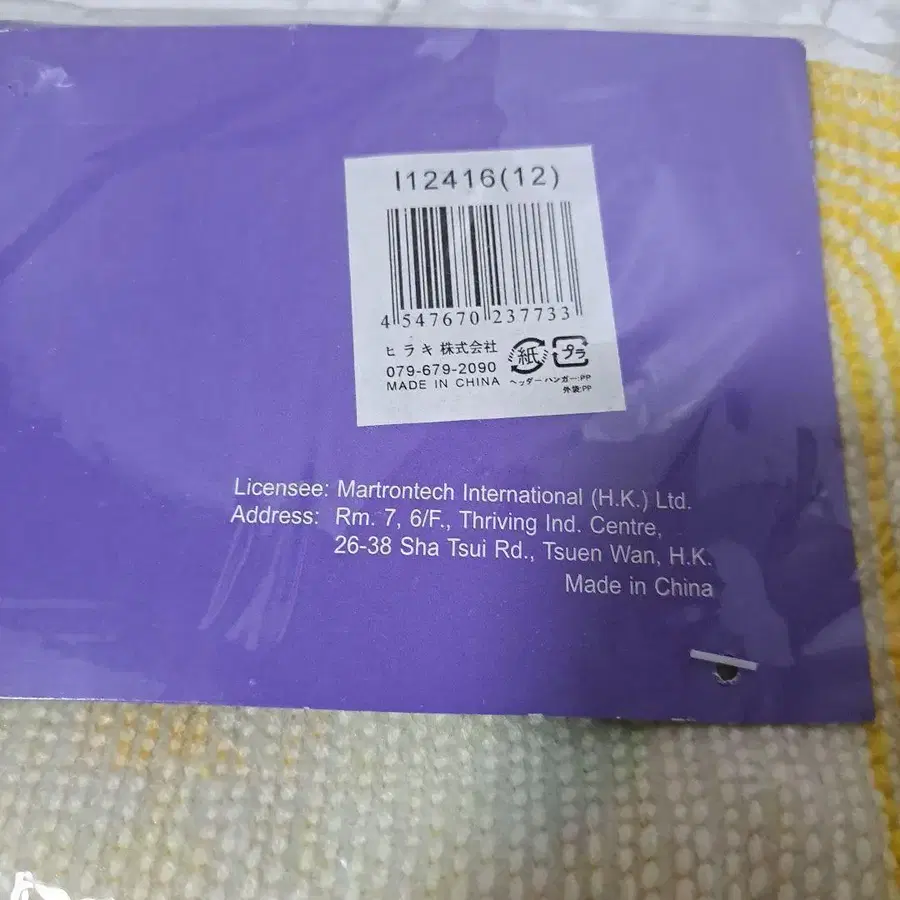 I12416(12)
4 547670 237733
ヒラキ 株式会社
079-679-2090
MADE IN CHINA
紙
プラ
ヘッダー ハンガー:PP
外袋:PP
Licensee: Martrontech International (H.K.) Ltd.
Address: Rm. 7, 6/F., Thriving Ind. Centre,
26-38 Sha Tsui Rd., Tsuen Wan, H.K.
Made in China